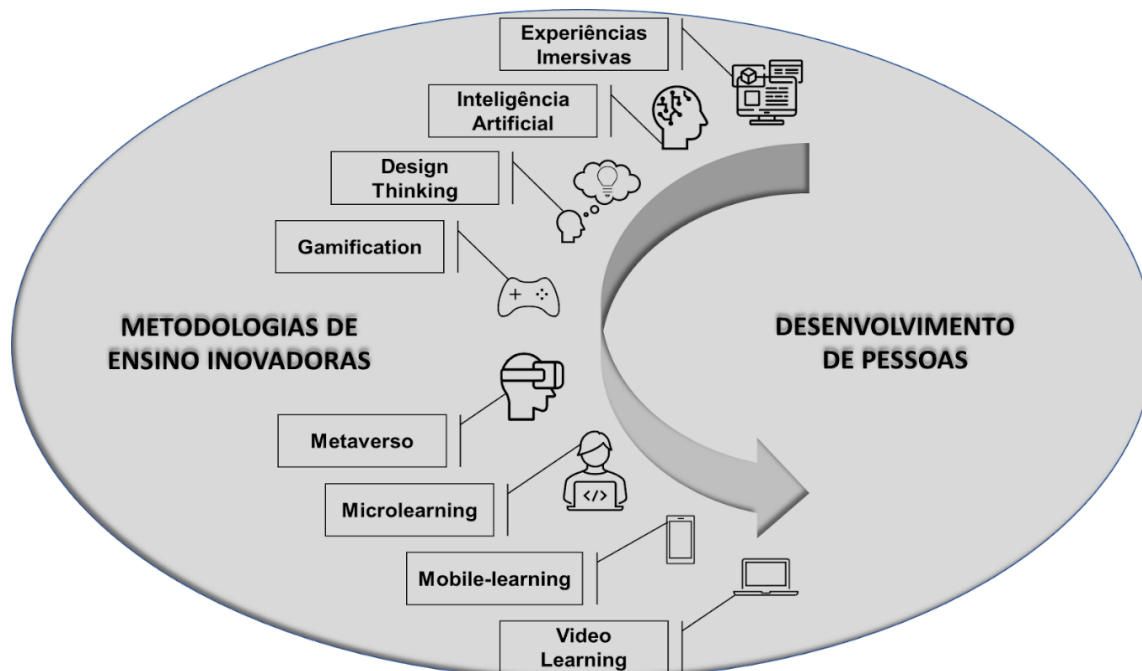 Experiências
Imersivas
Inteligência
Artificial
Design
Thinking
Gamification
METODOLOGIAS DE
ENSINO INOVADORAS
DESENVOLVIMENTO
DE PESSOAS
Metaverso
Microlearning
</>
Mobile-learning
Video
Learning